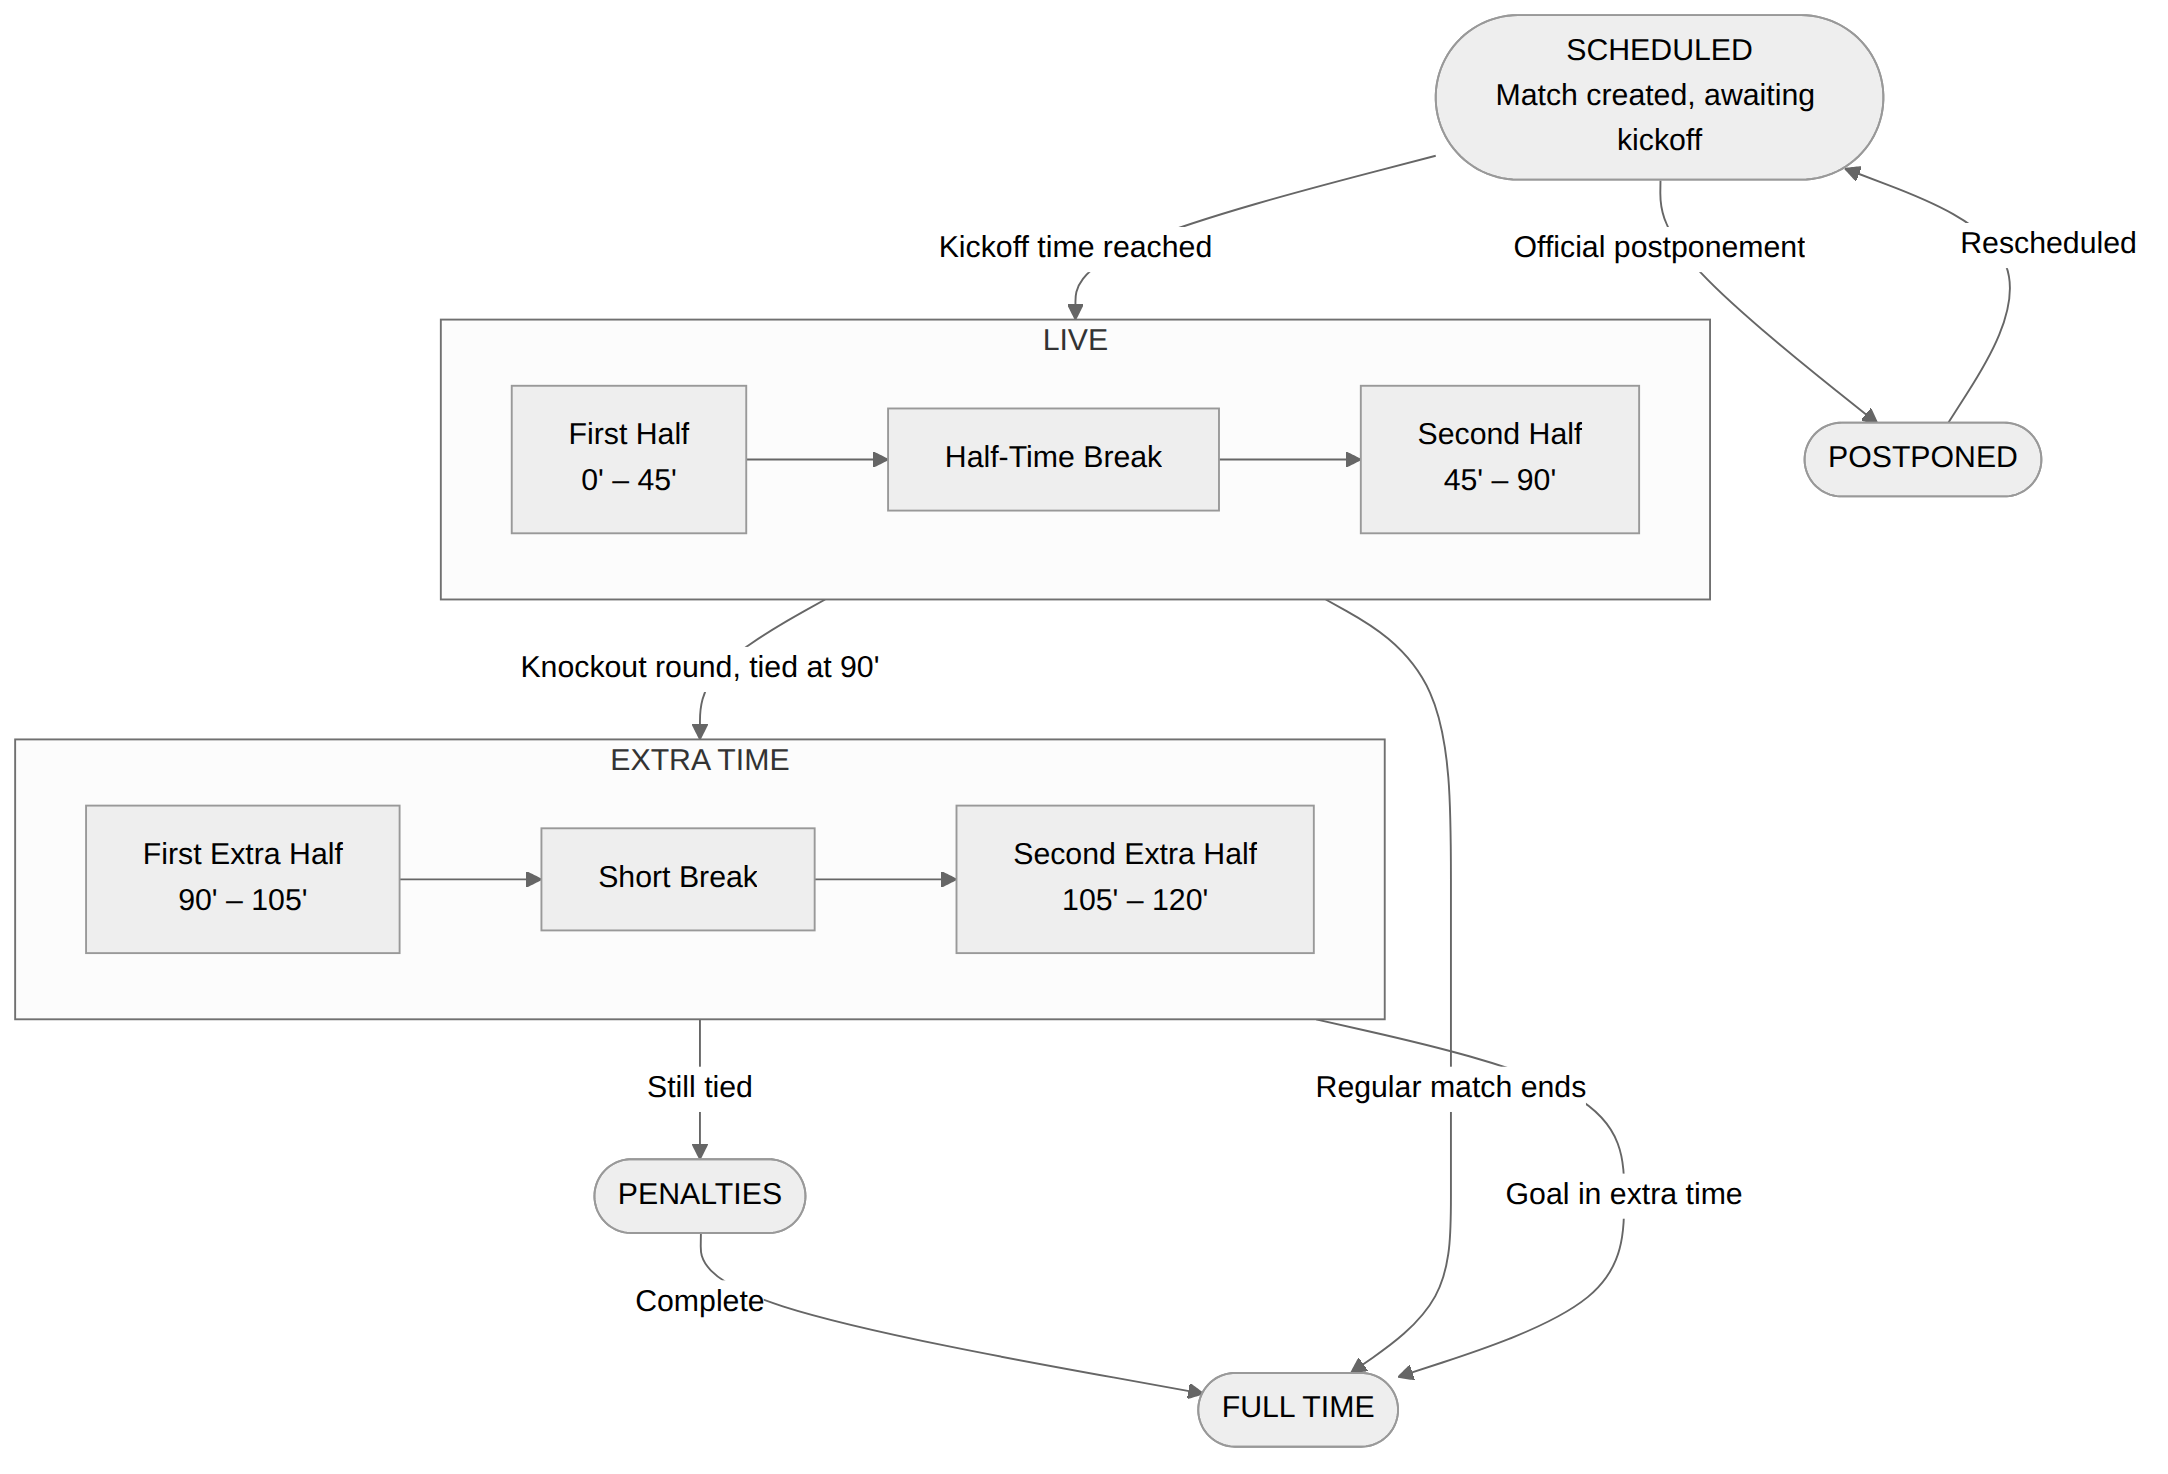 SCHEDULED
Match created, awaiting
kickoff
Kickoff time reached
Official postponement
Rescheduled
LIVE
First Half
0' – 45'
Half-Time Break
Second Half
45' – 90'
POSTPONED
Knockout round, tied at 90'
EXTRA TIME
First Extra Half
90' – 105'
Short Break
Second Extra Half
105' – 120'
Still tied
Regular match ends
PENALTIES
Goal in extra time
Complete
FULL TIME